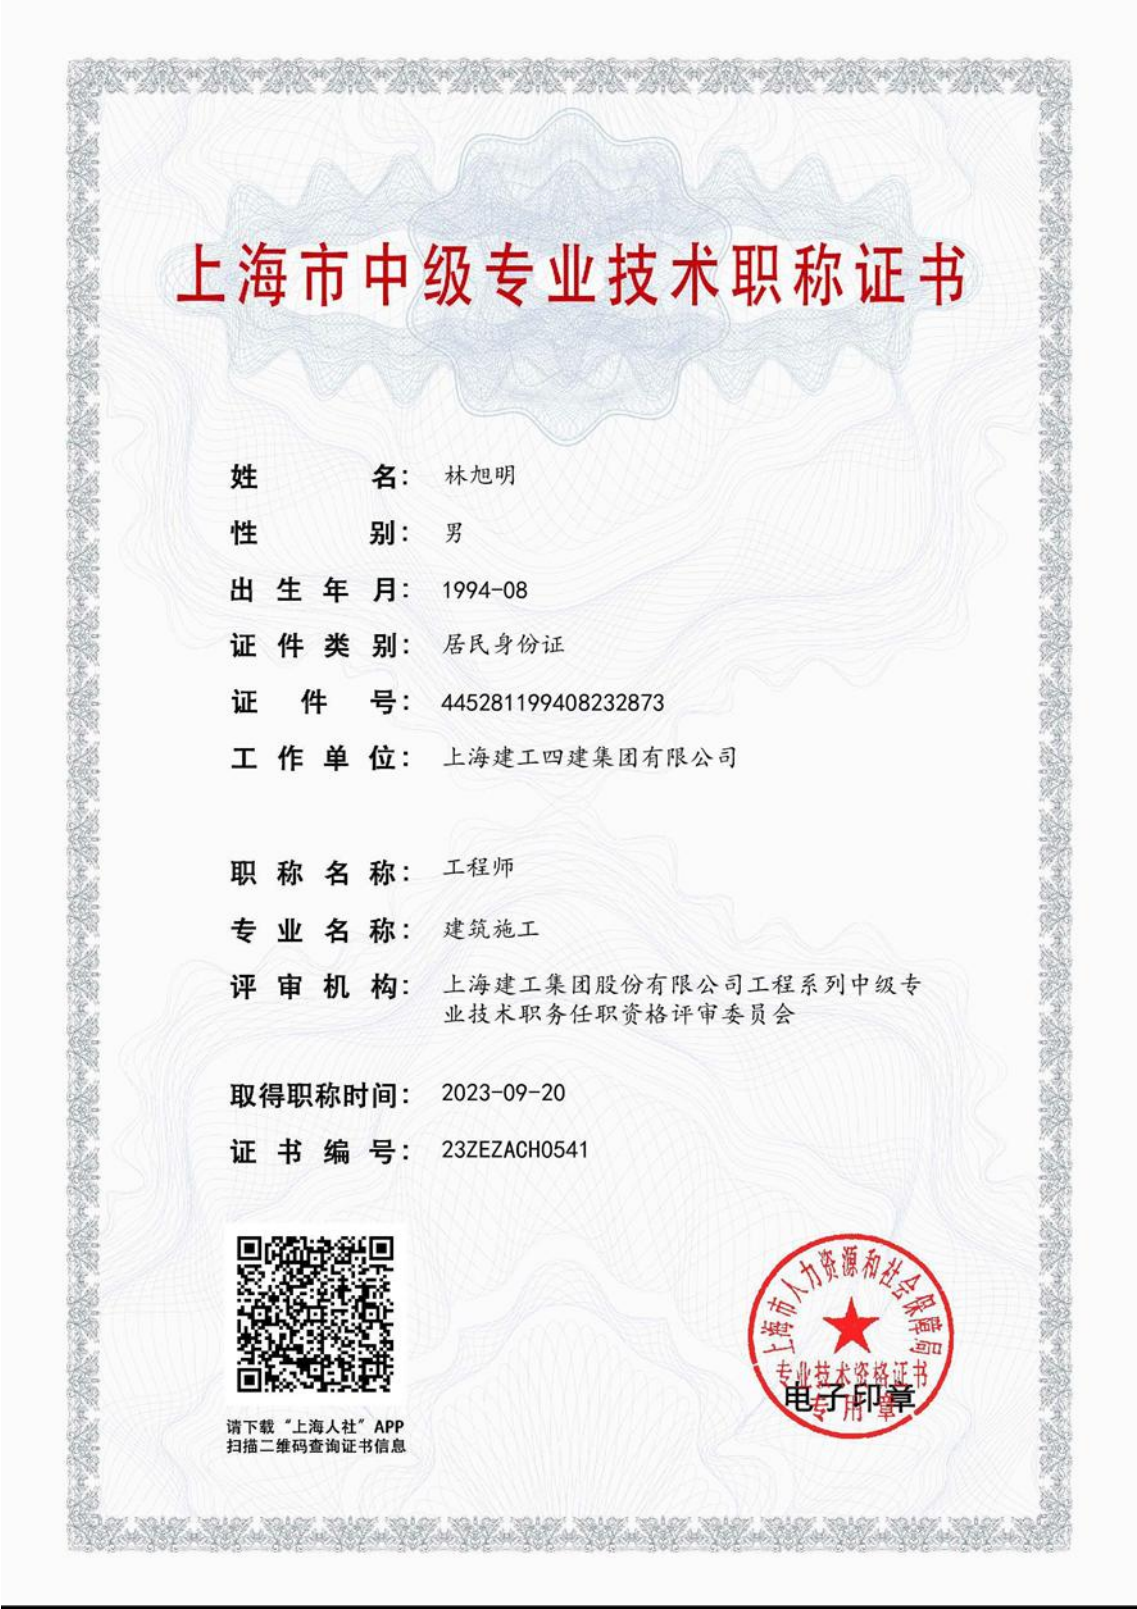 上海市中级专业技术职称证书
姓名：林旭明
性别：男
出生年月：1994-08
证件类别：居民身份证
证件号：445281199408232873
工作单位：上海建工四建集团有限公司
职称名称：工程师
专业名称：建筑施工
评审机构：上海建工集团股份有限公司工程系列中级专
业技术职务任职资格评审委员会
取得职称时间：2023-09-20
证书编号：23ZEZACH0541
请下载“上海人社”APP
扫描二维码查询证书信息
上海市人力资源和社会保障局
专业技术资格证书
电子印章
专用章